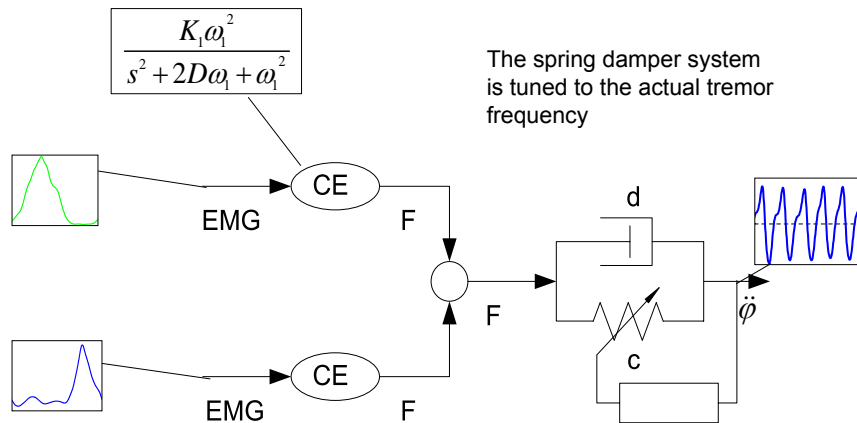 K₁ω₁²
s² + 2Dω₁ + ω₁²
The spring damper system
is tuned to the actual tremor
frequency
CE
EMG
F
d
F
φ̈
c
CE
EMG
F